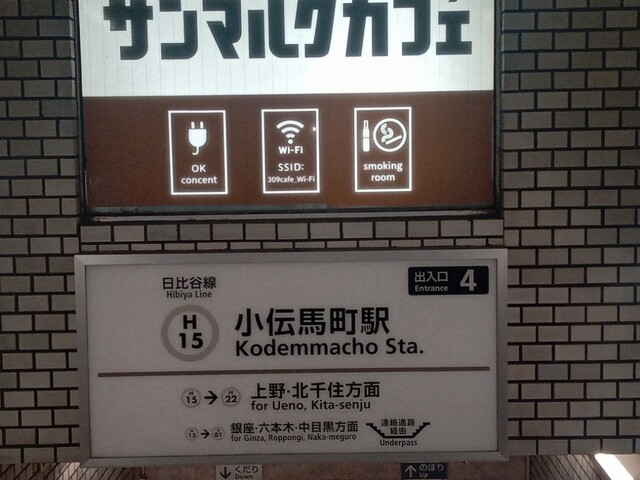 サンマルクカフェ
OK
concent
Wi-Fi
SSID:
309cafe_Wi-Fi
smoking
room
日比谷線
Hibiya Line
出入口
Entrance 4
H
15
小伝馬町駅
Kodemmacho Sta.
H 15 → H 22 上野・北千住方面
for Ueno, Kita-senju
H 15 → H 01 銀座・六本木・中目黒方面
for Ginza, Roppongi, Naka-meguro
連絡通路
経由
Underpass
↓ くだり
Down
↑ のぼり
Up